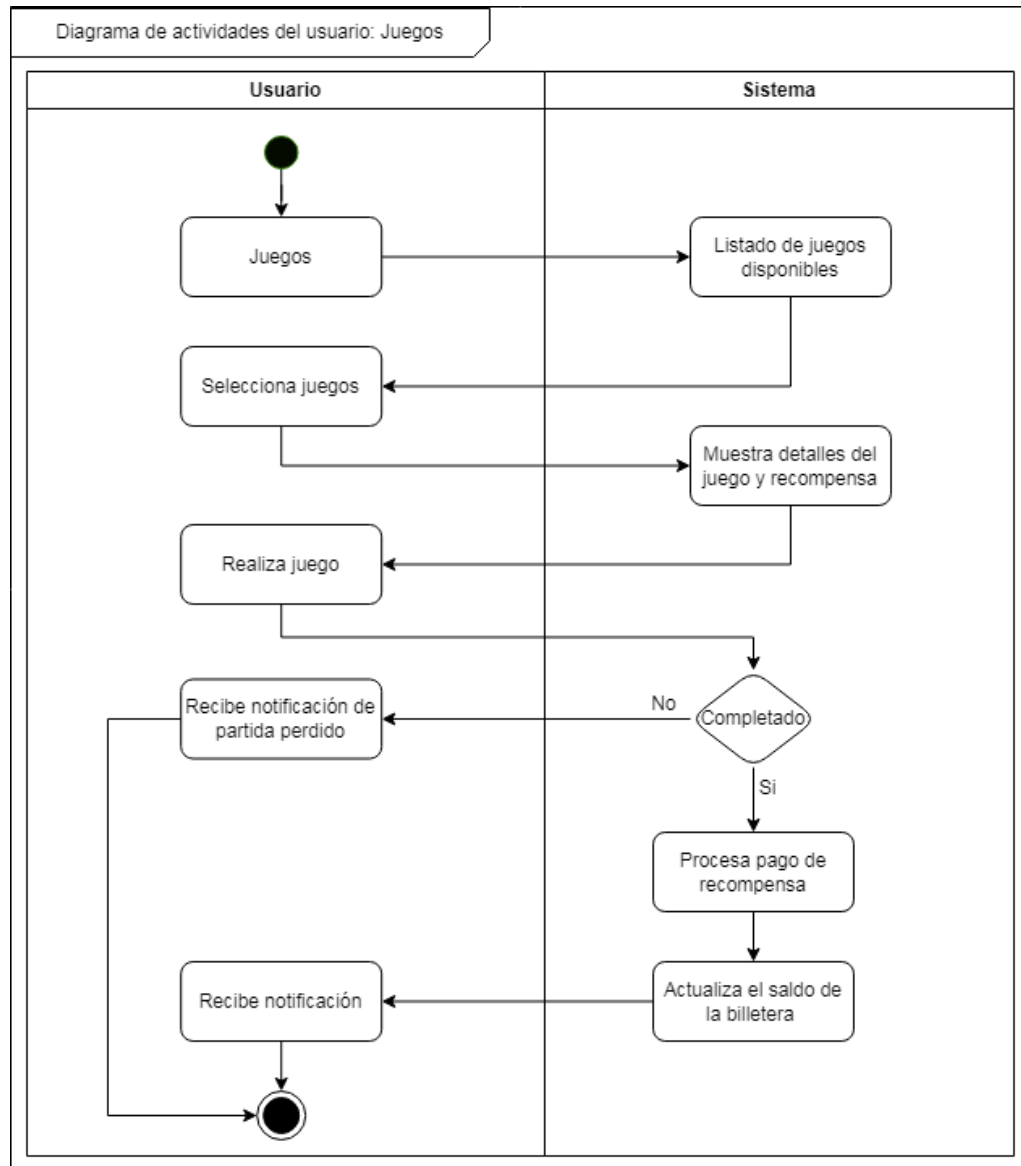 Diagrama de actividades del usuario: Juegos
Usuario
Sistema
Juegos
Listado de juegos
disponibles
Selecciona juegos
Muestra detalles del
juego y recompensa
Realiza juego
Completado
No
Recibe notificación de
partida perdido
Si
Procesa pago de
recompensa
Actualiza el saldo de
la billetera
Recibe notificación